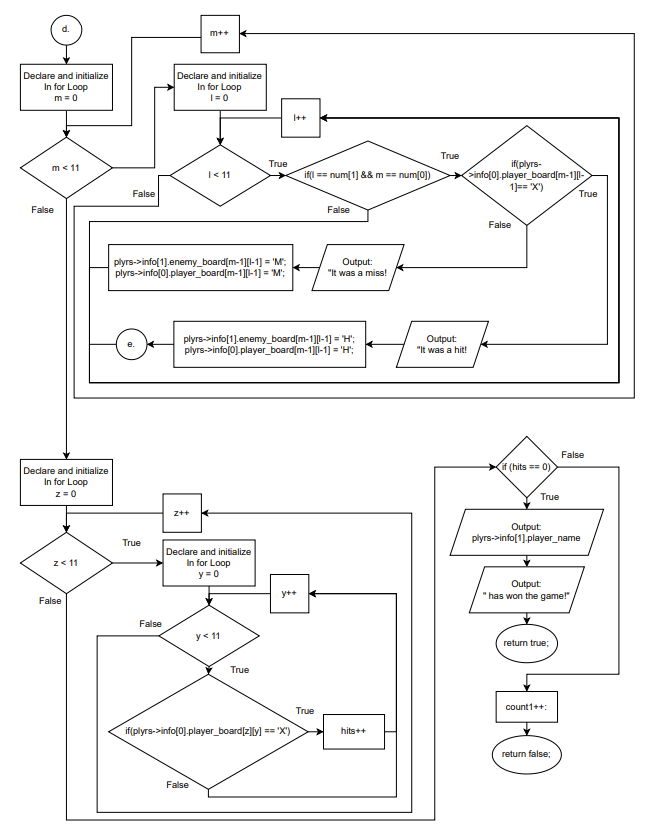 d.
m++
Declare and initialize
In for Loop
m = 0
Declare and initialize
In for Loop
l = 0
l++
m < 11
False
l < 11
True
False
if(l == num[1] && m == num[0])
True
False
if(plyrs-
>info[0].player_board[m-1][l-
1]== 'X')
True
False
plyrs->info[1].enemy_board[m-1][l-1] = 'M';
plyrs->info[0].player_board[m-1][l-1] = 'M';
Output:
"It was a miss!
e.
plyrs->info[1].enemy_board[m-1][l-1] = 'H';
plyrs->info[0].player_board[m-1][l-1] = 'H';
Output:
"It was a hit!
Declare and initialize
In for Loop
z = 0
z++
z < 11
True
False
Declare and initialize
In for Loop
y = 0
y++
y < 11
False
True
if(plyrs->info[0].player_board[z][y] == 'X')
True
False
hits++
if (hits == 0)
False
True
Output:
plyrs->info[1].player_name
Output:
" has won the game!"
return true;
count1++:
return false;